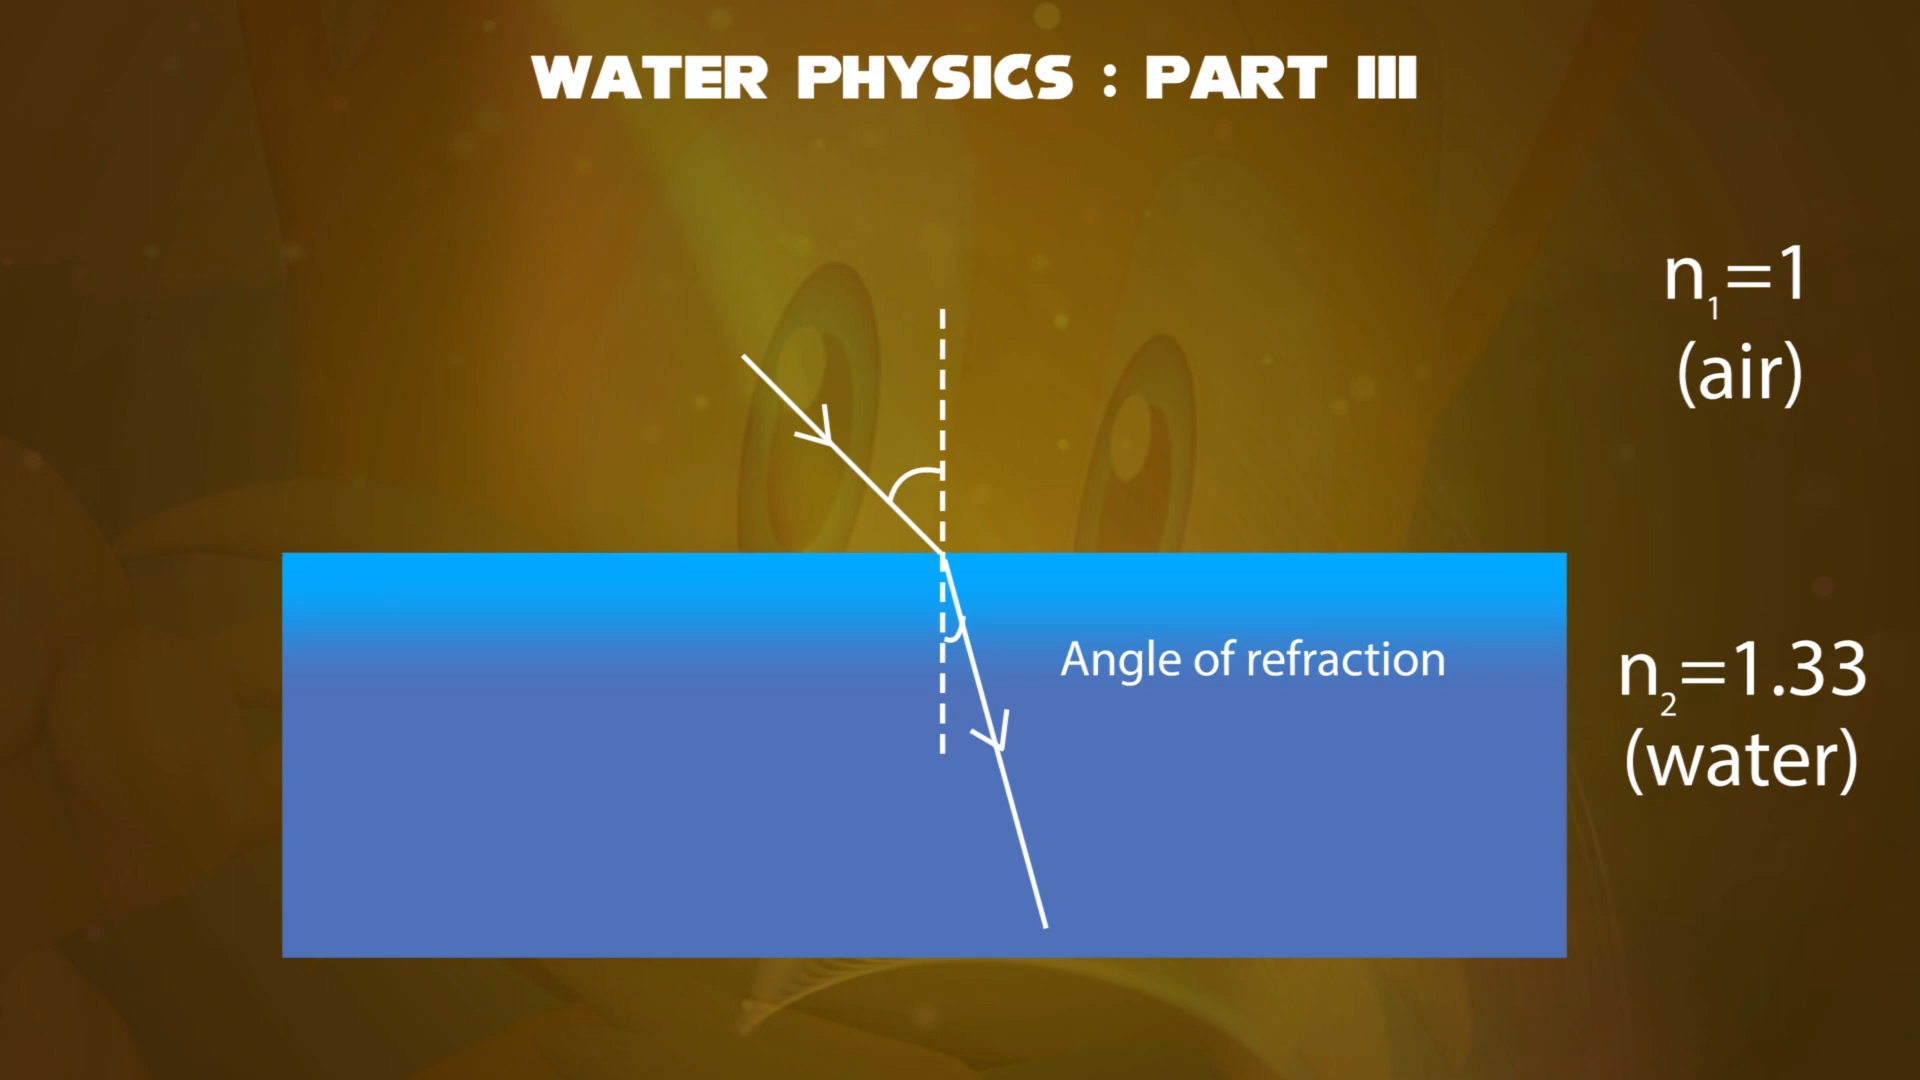 WATER PHYSICS : PART III
n₁=1
(air)
Angle of refraction
n₂=1.33
(water)